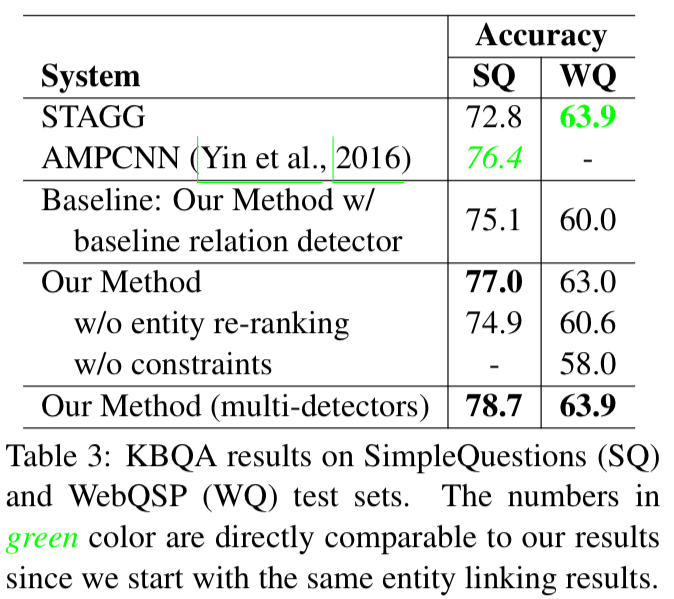 Accuracy
System SQ WQ
STAGG 72.8 63.9
AMPCNN (Yin et al., 2016) 76.4 -
Baseline: Our Method w/
baseline relation detector 75.1 60.0
Our Method 77.0 63.0
w/o entity re-ranking 74.9 60.6
w/o constraints - 58.0
Our Method (multi-detectors) 78.7 63.9
Table 3: KBQA results on SimpleQuestions (SQ)
and WebQSP (WQ) test sets. The numbers in
green color are directly comparable to our results
since we start with the same entity linking results.